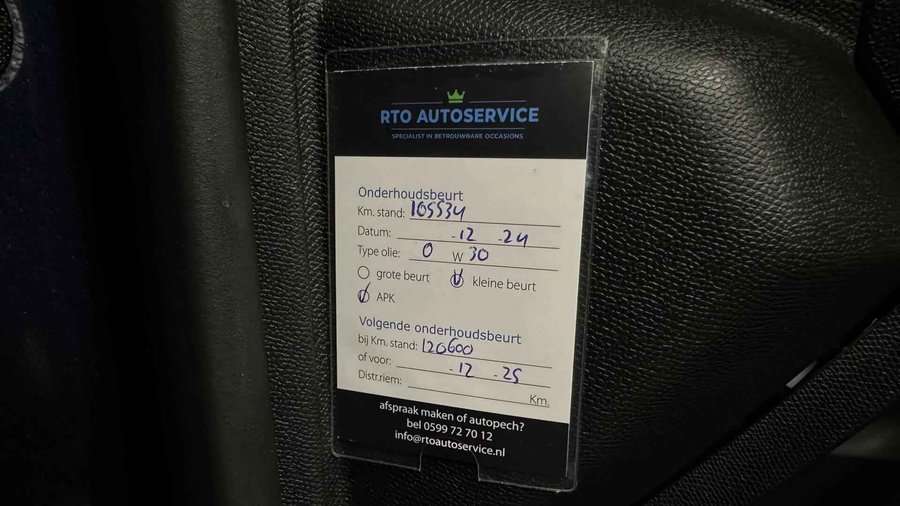 RTO AUTOSERVICE
SPECIALIST IN BETROUWBARE OCCASIONS
Onderhoudsbeurt
Km. stand: 105534
Datum: -12 -24
Type olie: 0 W 30
grote beurt kleine beurt
APK
Volgende onderhoudsbeurt
bij Km. stand: 120600
of voor: -12 -25
Distr.riem: Km.
afspraak maken of autopech?
bel 0599 72 70 12
info@rtoautoservice.nl